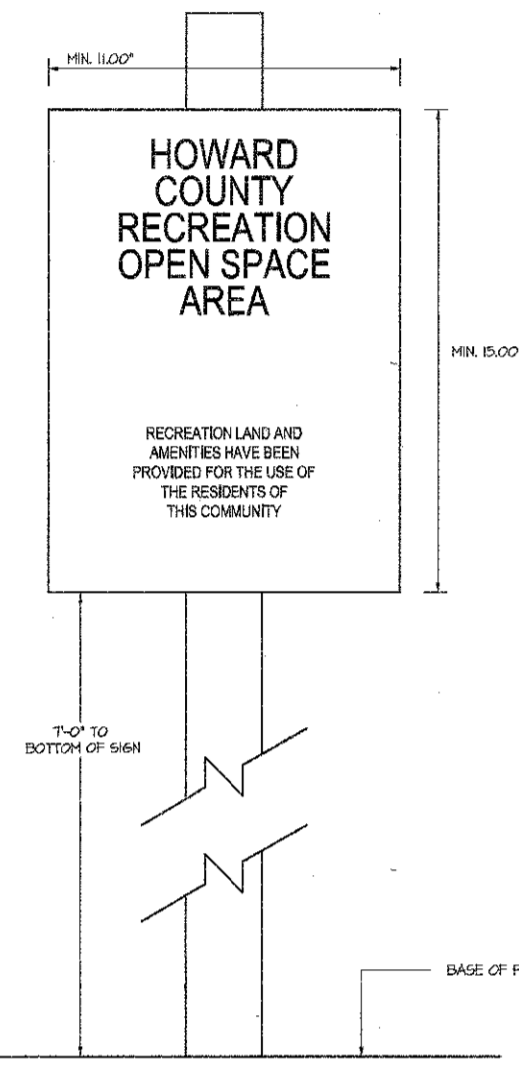 MIN. 11.00"
HOWARD
COUNTY
RECREATION
OPEN SPACE
AREA
MIN. 15.00
RECREATION LAND AND
AMENITIES HAVE BEEN
PROVIDED FOR THE USE OF
THE RESIDENTS OF
THIS COMMUNITY
7'-0" TO
BOTTOM OF SIGN
BASE OF